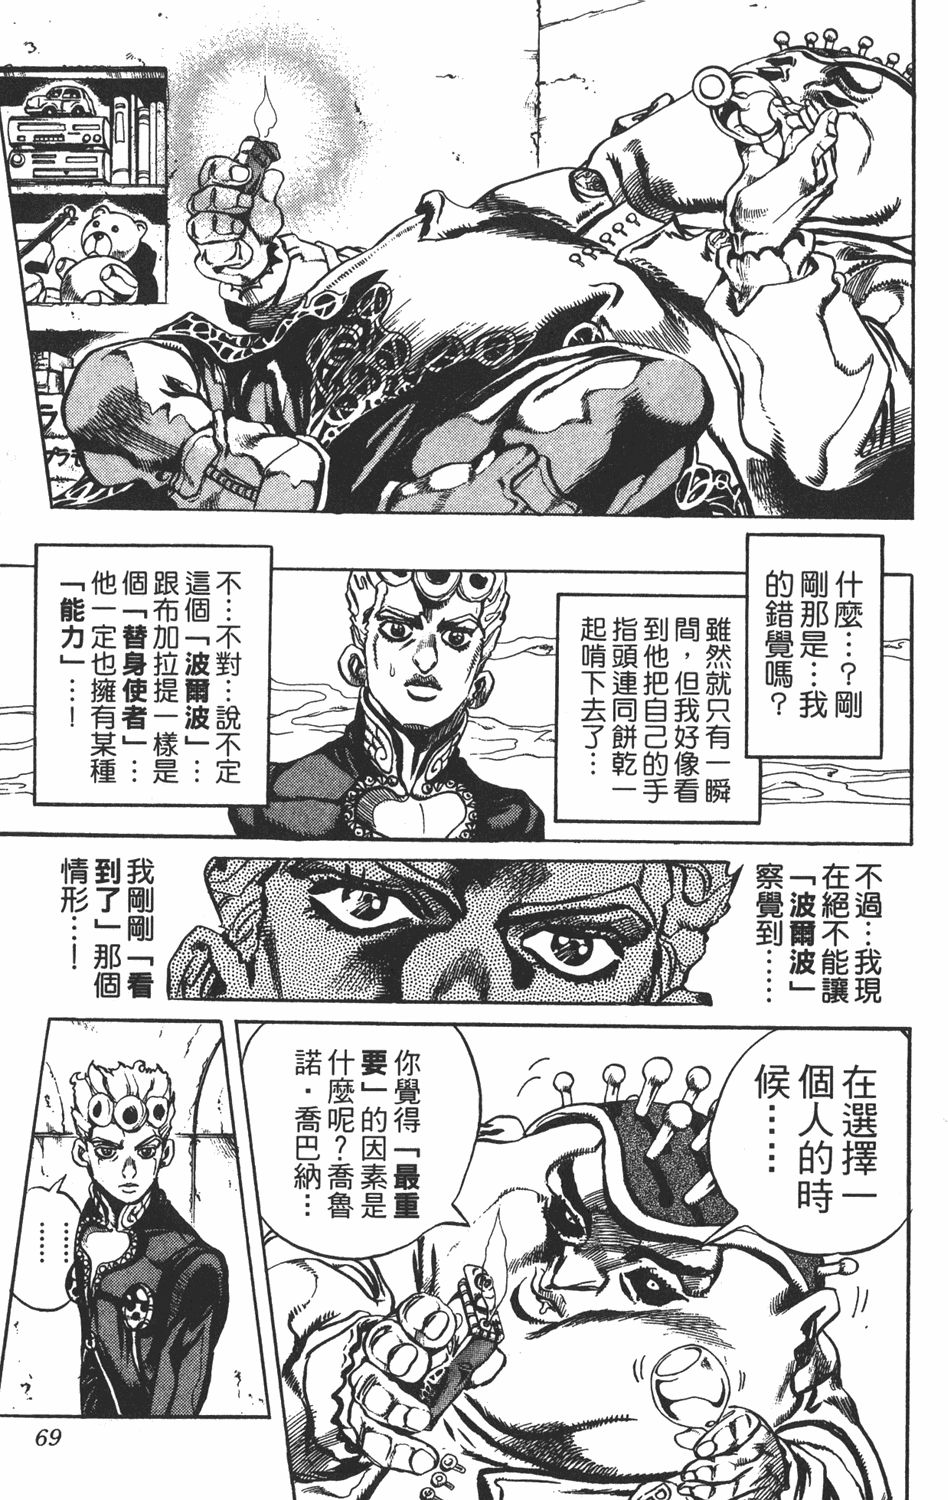 ラ
プラモ
什麼…？剛
剛那是…我
的錯覺嗎？
雖然就只有一瞬
間，但我好像看
到他把自己的手
指頭連同餅乾一
起啃下去了…
不…不對…說不定
這個「波爾波」…
跟布加拉提一樣是
個「替身使者」…
他一定也擁有某種
「能力」…！
不過…我現
在絕不能讓
「波爾波」
察覺到……
我剛剛「看
到了」那個
情形…！
在選擇一
個人的時
候……
你覺得「最重
要」的因素是
什麼呢？喬魯
諾．喬巴納…
……
69